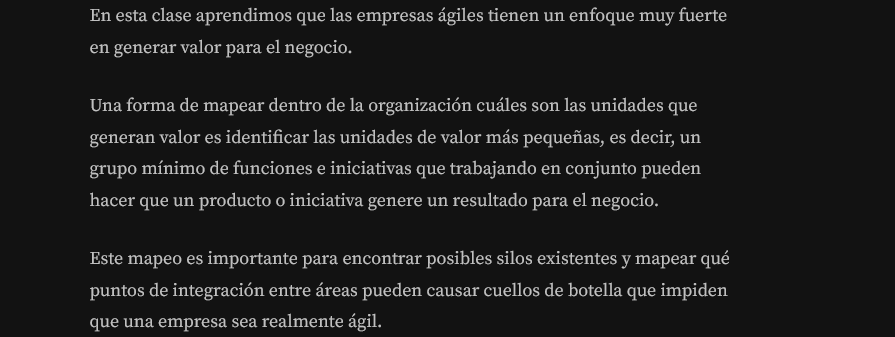 En esta clase aprendimos que las empresas ágiles tienen un enfoque muy fuerte
en generar valor para el negocio.
Una forma de mapear dentro de la organización cuáles son las unidades que
generan valor es identificar las unidades de valor más pequeñas, es decir, un
grupo mínimo de funciones e iniciativas que trabajando en conjunto pueden
hacer que un producto o iniciativa genere un resultado para el negocio.
Este mapeo es importante para encontrar posibles silos existentes y mapear qué
puntos de integración entre áreas pueden causar cuellos de botella que impiden
que una empresa sea realmente ágil.